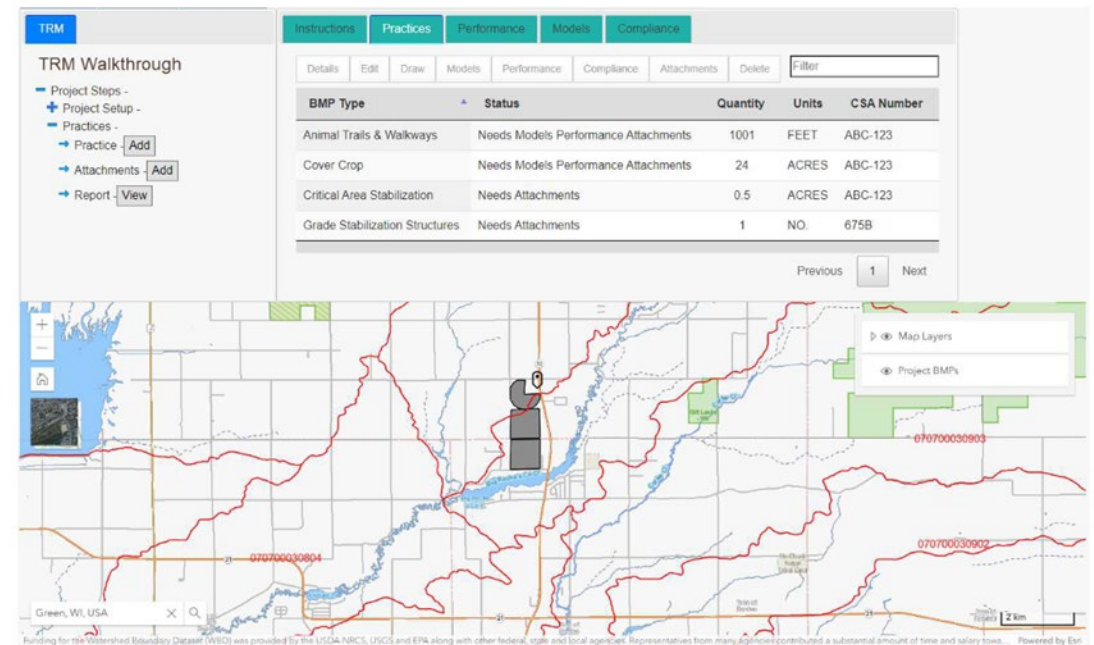 TRM
TRM Walkthrough
Project Steps -
Project Setup -
Practices -
Practice - Add
Attachments - Add
Report - View
Instructions Practices Performance Models Compliance
Details Edit Draw Models Performance Compliance Attachments Delete Filter
BMP Type Status Quantity Units CSA Number
Animal Trails & Walkways Needs Models Performance Attachments 1001 FEET ABC-123
Cover Crop Needs Models Performance Attachments 24 ACRES ABC-123
Critical Area Stabilization Needs Attachments 0.5 ACRES ABC-123
Grade Stabilization Structures Needs Attachments 1 NO. 675B
Previous 1 Next
Map Layers
Project BMPs
070700030903
070700030804
070700030902
21
21
21
Green, WI, USA
2 km
Funding for the Watershed Boundary Dataset (WBD) was provided by the USDA-NRCS, USGS and EPA along with other federal, state and local agencies. Representatives from many agencies contributed a substantial amount of time and salary towa... Powered by Esri